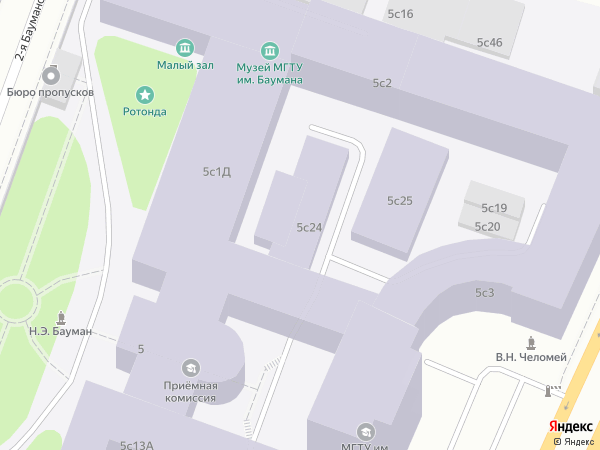 5с16
2-я Бауманс
5с46
Малый зал
Музей МГТУ
им. Баумана
5с2
Бюро пропусков
Ротонда
5с1Д
5с25
5с19
5с24
5с20
5с3
Н.Э. Бауман
5
В.Н. Челомей
Приёмная
комиссия
5с13А
МГТУ им
Яндекс
© Яндекс